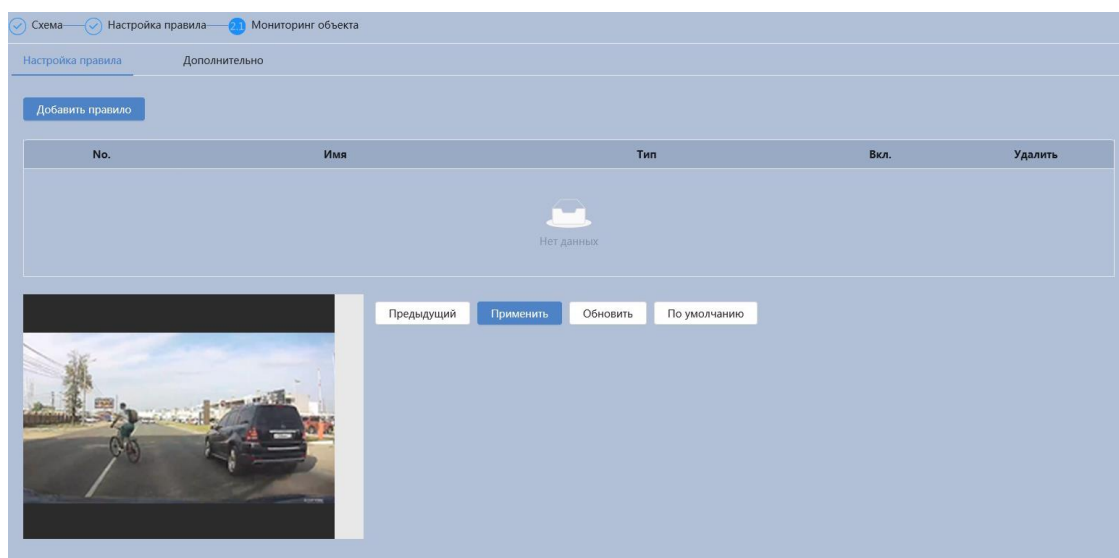 Схема
Настройка правила
2.1 Мониторинг объекта
Настройка правила
Дополнительно
Добавить правило
No. Имя Тип Вкл. Удалить
Нет данных
Предыдущий Применить Обновить По умолчанию